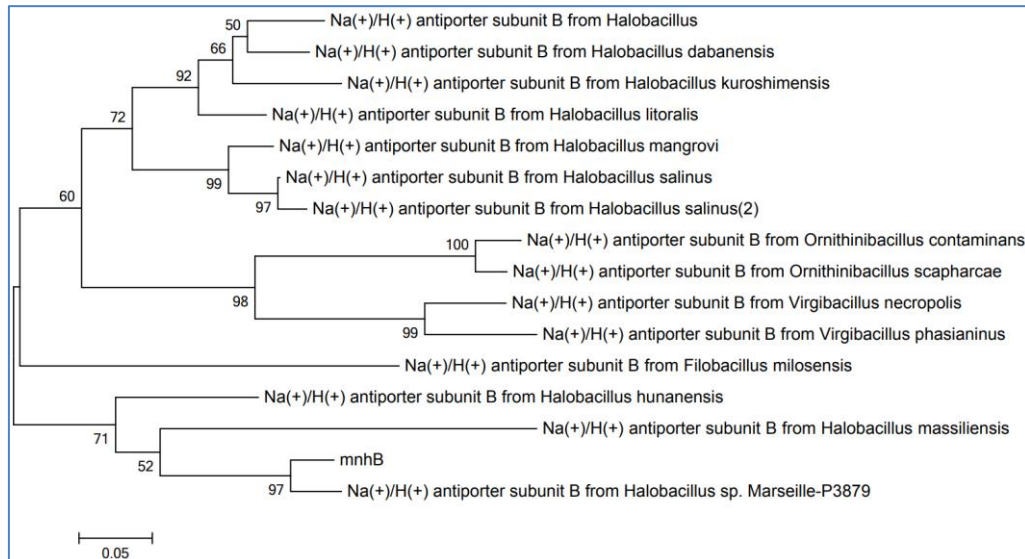 50
Na(+)/H(+) antiporter subunit B from Halobacillus
66
Na(+)/H(+) antiporter subunit B from Halobacillus dabanensis
92
Na(+)/H(+) antiporter subunit B from Halobacillus kuroshimensis
72
Na(+)/H(+) antiporter subunit B from Halobacillus litoralis
Na(+)/H(+) antiporter subunit B from Halobacillus mangrovi
99
Na(+)/H(+) antiporter subunit B from Halobacillus salinus
60
97
Na(+)/H(+) antiporter subunit B from Halobacillus salinus(2)
100
Na(+)/H(+) antiporter subunit B from Ornithinibacillus contaminans
Na(+)/H(+) antiporter subunit B from Ornithinibacillus scapharcae
98
Na(+)/H(+) antiporter subunit B from Virgibacillus necropolis
99
Na(+)/H(+) antiporter subunit B from Virgibacillus phasianinus
Na(+)/H(+) antiporter subunit B from Filobacillus milosensis
Na(+)/H(+) antiporter subunit B from Halobacillus hunanensis
71
Na(+)/H(+) antiporter subunit B from Halobacillus massiliensis
52
mnhB
97
Na(+)/H(+) antiporter subunit B from Halobacillus sp. Marseille-P3879
0.05